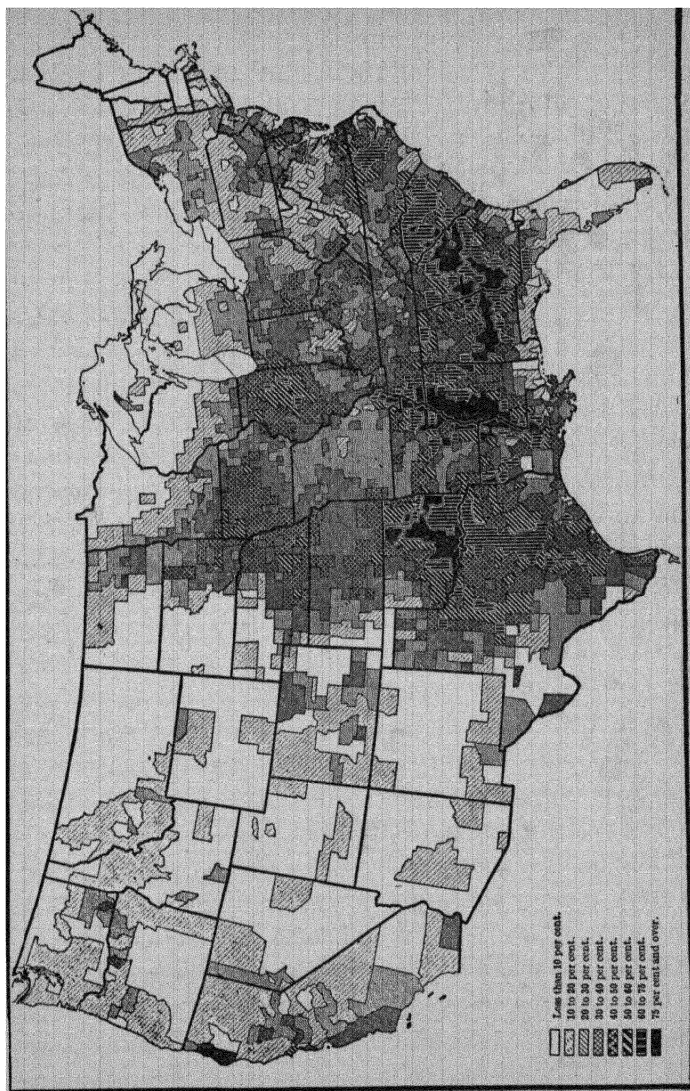 Less than 10 per cent.
10 to 20 per cent.
20 to 30 per cent.
30 to 40 per cent.
40 to 50 per cent.
50 to 60 per cent.
60 to 75 per cent.
75 per cent and over.